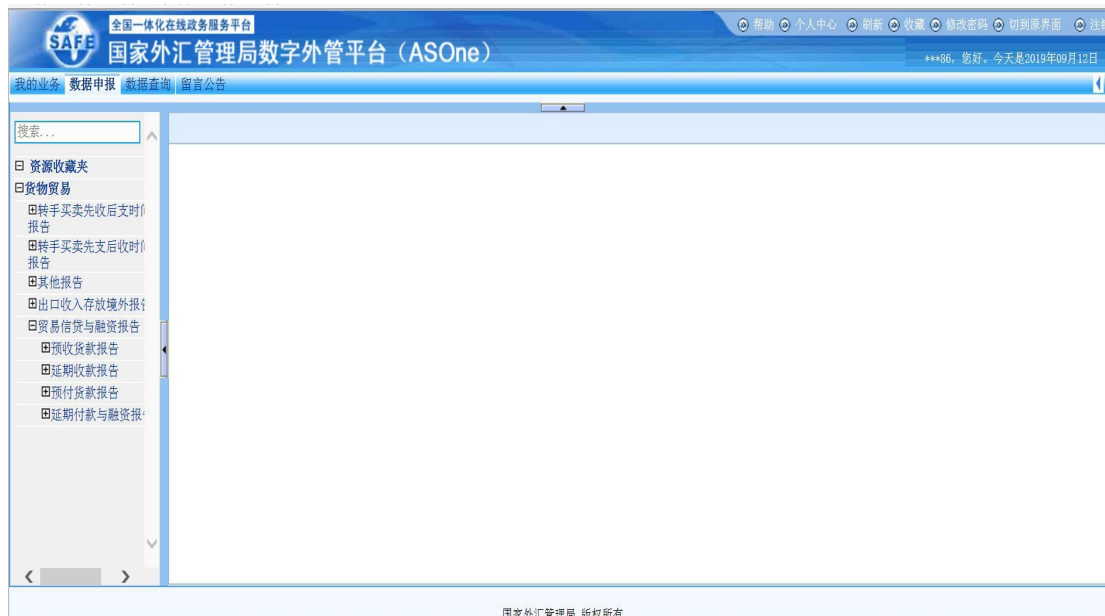 SAFE
全国一体化在线政务服务平台
国家外汇管理局数字外管平台（ASOne）
帮助 个人中心 刷新 收藏 修改密码 切到原界面 注
***86, 您好。今天是2019年09月12日
我的业务 数据申报 数据查询 留言公告
搜索...
资源收藏夹
货物贸易
转手买卖先收后支时
报告
转手买卖先支后收时
报告
其他报告
出口收入存放境外报
贸易信贷与融资报告
预收货款报告
延期收款报告
预付货款报告
延期付款与融资报
国家外汇管理局 版权所有